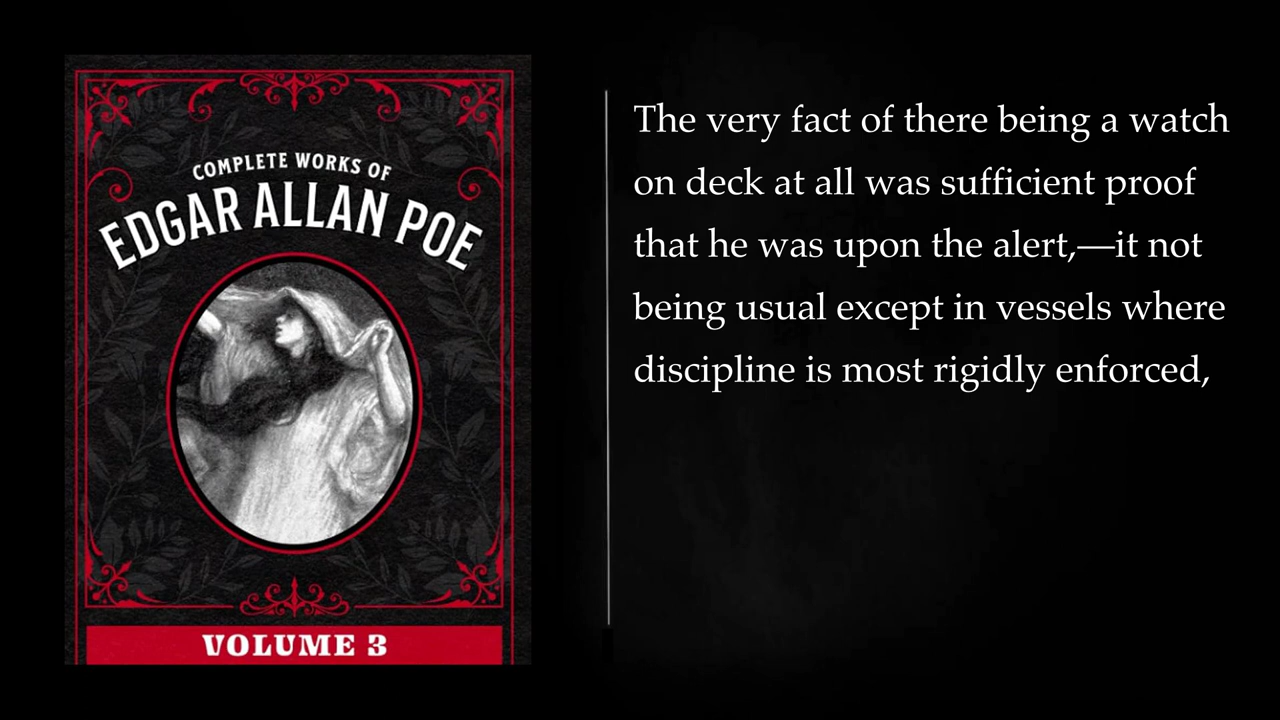 COMPLETE WORKS OF
EDGAR ALLAN POE
VOLUME 3
The very fact of there being a watch
on deck at all was sufficient proof
that he was upon the alert,—it not
being usual except in vessels where
discipline is most rigidly enforced,